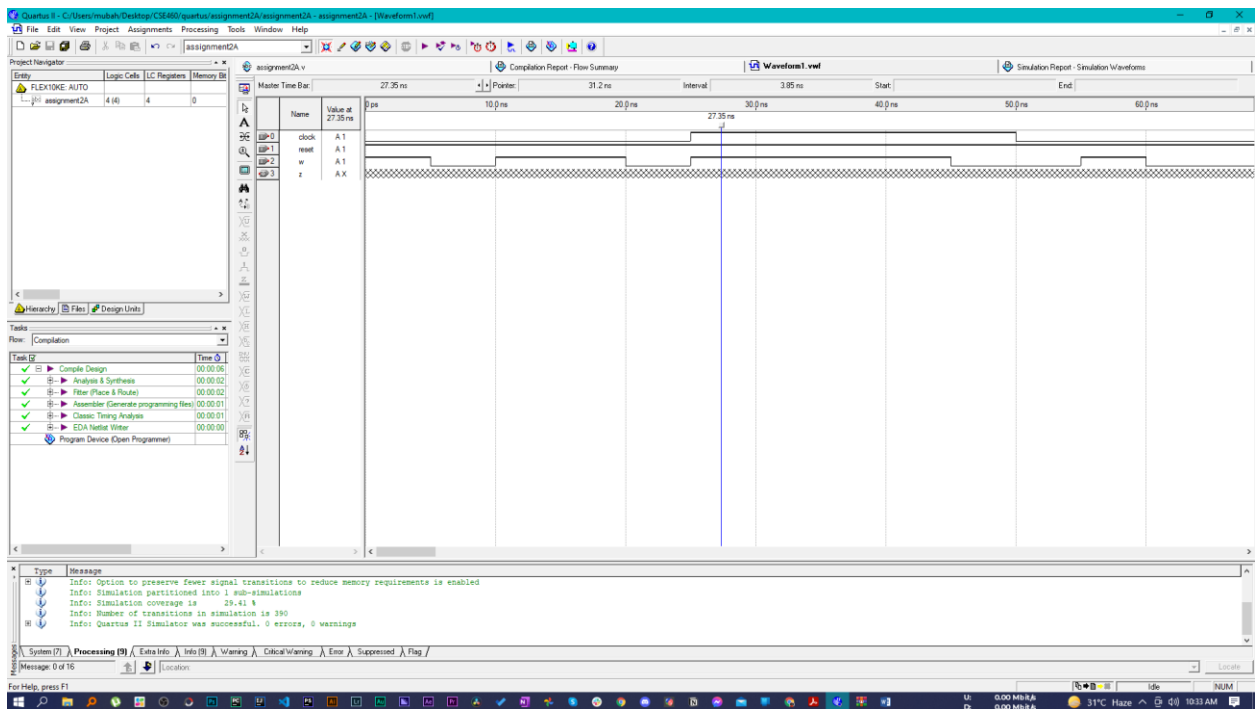 Quartus II - C:/Users/mubah/Desktop/CSE460/quartus/assignment2A/assignment2A - assignment2A - [Waveform1.vwf]
File Edit View Project Assignments Processing Tools Window Help
assignment2A
Project Navigator
Entity Logic Cells LC Registers Memory Bit
FLEX10KE: AUTO
assignment2A 4 (4) 4 0
Hierarchy Files Design Units
Tasks
Flow: Compilation
Task Time
Compile Design 00:00:06
Analysis & Synthesis 00:00:02
Fitter (Place & Route) 00:00:02
Assembler (Generate programming files) 00:00:01
Classic Timing Analysis 00:00:01
EDA Netlist Writer 00:00:00
Program Device (Open Programmer)
assignment2A.v Compilation Report - Flow Summary Waveform1.vwf Simulation Report - Simulation Waveforms
Master Time Bar: 27.35 ns Pointer: 31.2 ns Interval: 3.85 ns Start: End:
Name Value at 27.35 ns 0 ps 10.0 ns 20.0 ns 30.0 ns 40.0 ns 50.0 ns 60.0 ns
27.35 ns
0 clock A 1
1 reset A 1
2 w A 1
3 z A X
Type Message
Info: Option to preserve fewer signal transitions to reduce memory requirements is enabled
Info: Simulation partitioned into 1 sub-simulations
Info: Simulation coverage is 29.41 %
Info: Number of transitions in simulation is 390
Info: Quartus II Simulator was successful. 0 errors, 0 warnings
System (7) Processing (9) Extra Info Info (9) Warning Critical Warning Error Suppressed Flag
Messages
Message: 0 of 16 Location: Locate
For Help, press F1 Idle NUM
U: 0.00 Mbit/s
D: 0.00 Mbit/s
31°C Haze 10:33 AM